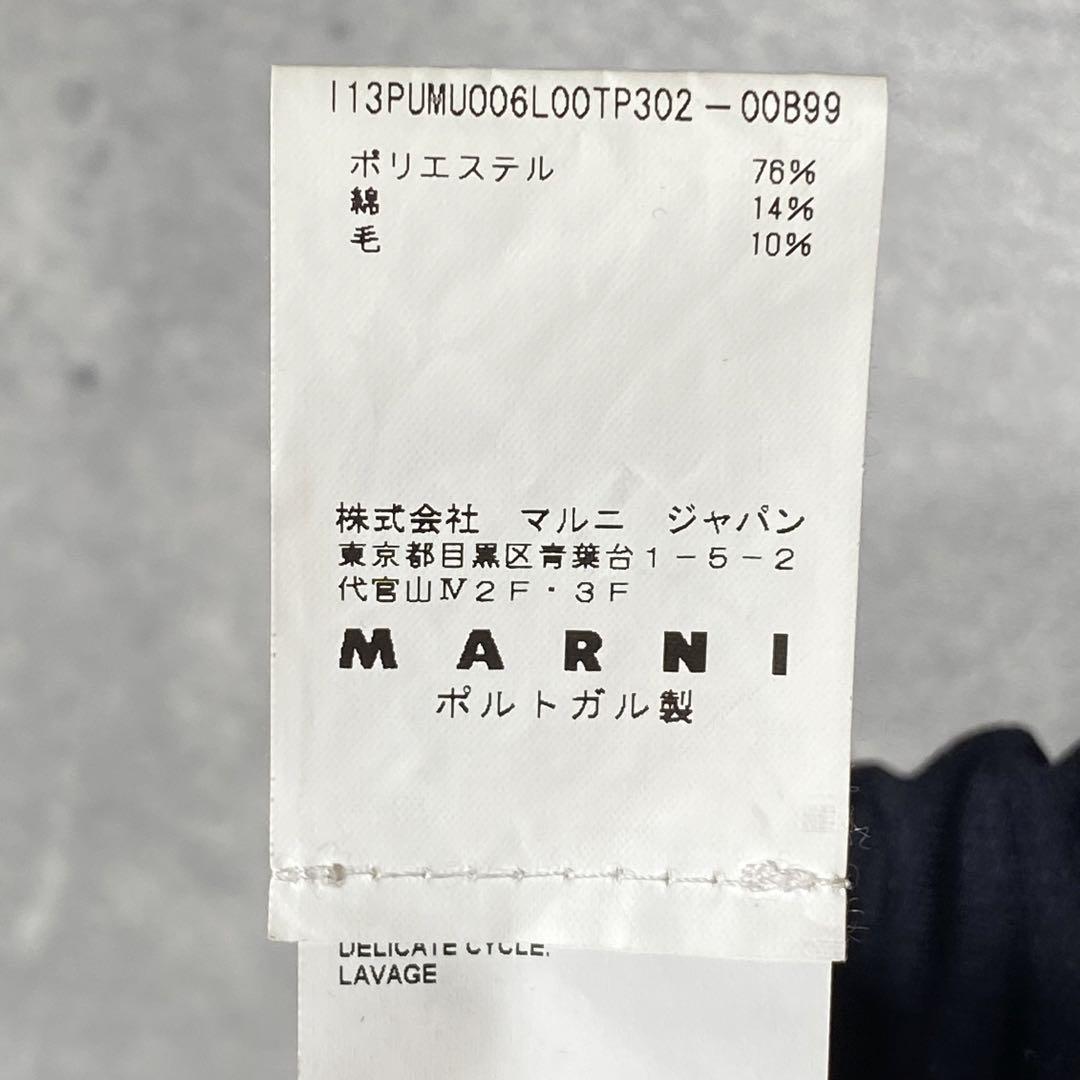 I13PUMU006L00TP302-00B99
ポリエステル 76%
綿 14%
毛 10%
株式会社 マルニ ジャパン
東京都目黒区青葉台1-5-2
代官山Ⅳ2F・3F
MARNI
ポルトガル製
DELICATE CYCLE,
LAVAGE